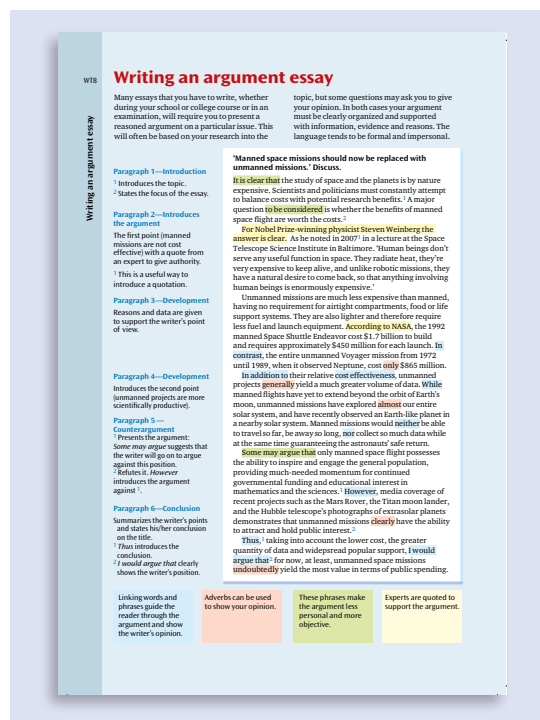 WT8
Writing an argument essay
Writing an argument essay
Many essays that you have to write, whether
during your school or college course or in an
examination, will require you to present a
reasoned argument on a particular issue. This
will often be based on your research into the
topic, but some questions may ask you to give
your opinion. In both cases your argument
must be clearly organized and supported
with information, evidence and reasons. The
language tends to be formal and impersonal.
Paragraph 1—Introduction
1 Introduces the topic.
2 States the focus of the essay.
Paragraph 2—Introduces
the argument
The first point (manned
missions are not cost
effective) with a quote from
an expert to give authority.
1 This is a useful way to
introduce a quotation.
Paragraph 3—Development
Reasons and data are given
to support the writer's point
of view.
Paragraph 4—Development
Introduces the second point
(unmanned projects are more
scientifically productive).
Paragraph 5—
Counterargument
1 Presents the argument:
Some may argue suggests that
the writer will go on to argue
against this position.
2 Refutes it. However
introduces the argument
against 1.
Paragraph 6—Conclusion
Summarizes the writer's points
and states his/her conclusion
on the title.
1 Thus introduces the
conclusion.
2 I would argue that clearly
shows the writer's position.
'Manned space missions should now be replaced with
unmanned missions.' Discuss.
It is clear that the study of space and the planets is by nature
expensive. Scientists and politicians must constantly attempt
to balance costs with potential research benefits.1 A major
question to be considered is whether the benefits of manned
space flight are worth the costs.2
For Nobel Prize-winning physicist Steven Weinberg the
answer is clear. As he noted in 20071 in a lecture at the Space
Telescope Science Institute in Baltimore. 'Human beings don't
serve any useful function in space. They radiate heat, they're
very expensive to keep alive, and unlike robotic missions, they
have a natural desire to come back, so that anything involving
human beings is enormously expensive.'
Unmanned missions are much less expensive than manned,
having no requirement for airtight compartments, food or life
support systems. They are also lighter and therefore require
less fuel and launch equipment. According to NASA, the 1992
manned Space Shuttle Endeavor cost $1.7 billion to build
and requires approximately $450 million for each launch. In
contrast, the entire unmanned Voyager mission from 1972
until 1989, when it observed Neptune, cost only $865 million.
In addition to their relative cost effectiveness, unmanned
projects generally yield a much greater volume of data. While
manned flights have yet to extend beyond the orbit of Earth's
moon, unmanned missions have explored almost our entire
solar system, and have recently observed an Earth-like planet in
a nearby solar system. Manned missions would neither be able
to travel so far, be away so long, nor collect so much data while
at the same time guaranteeing the astronauts' safe return.
Some may argue that only manned space flight possesses
the ability to inspire and engage the general population,
providing much-needed momentum for continued
governmental funding and educational interest in
mathematics and the sciences.1 However, media coverage of
recent projects such as the Mars Rover, the Titan moon lander,
and the Hubble telescope's photographs of extrasolar planets
demonstrates that unmanned missions clearly have the ability
to attract and hold public interest.2
Thus,1 taking into account the lower cost, the greater
quantity of data and widespread popular support, I would
argue that2 for now, at least, unmanned space missions
undoubtedly yield the most value in terms of public spending.
Linking words and
phrases guide the
reader through the
argument and show
the writer's opinion.
Adverbs can be used
to show your opinion.
These phrases make
the argument less
personal and more
objective.
Experts are quoted to
support the argument.